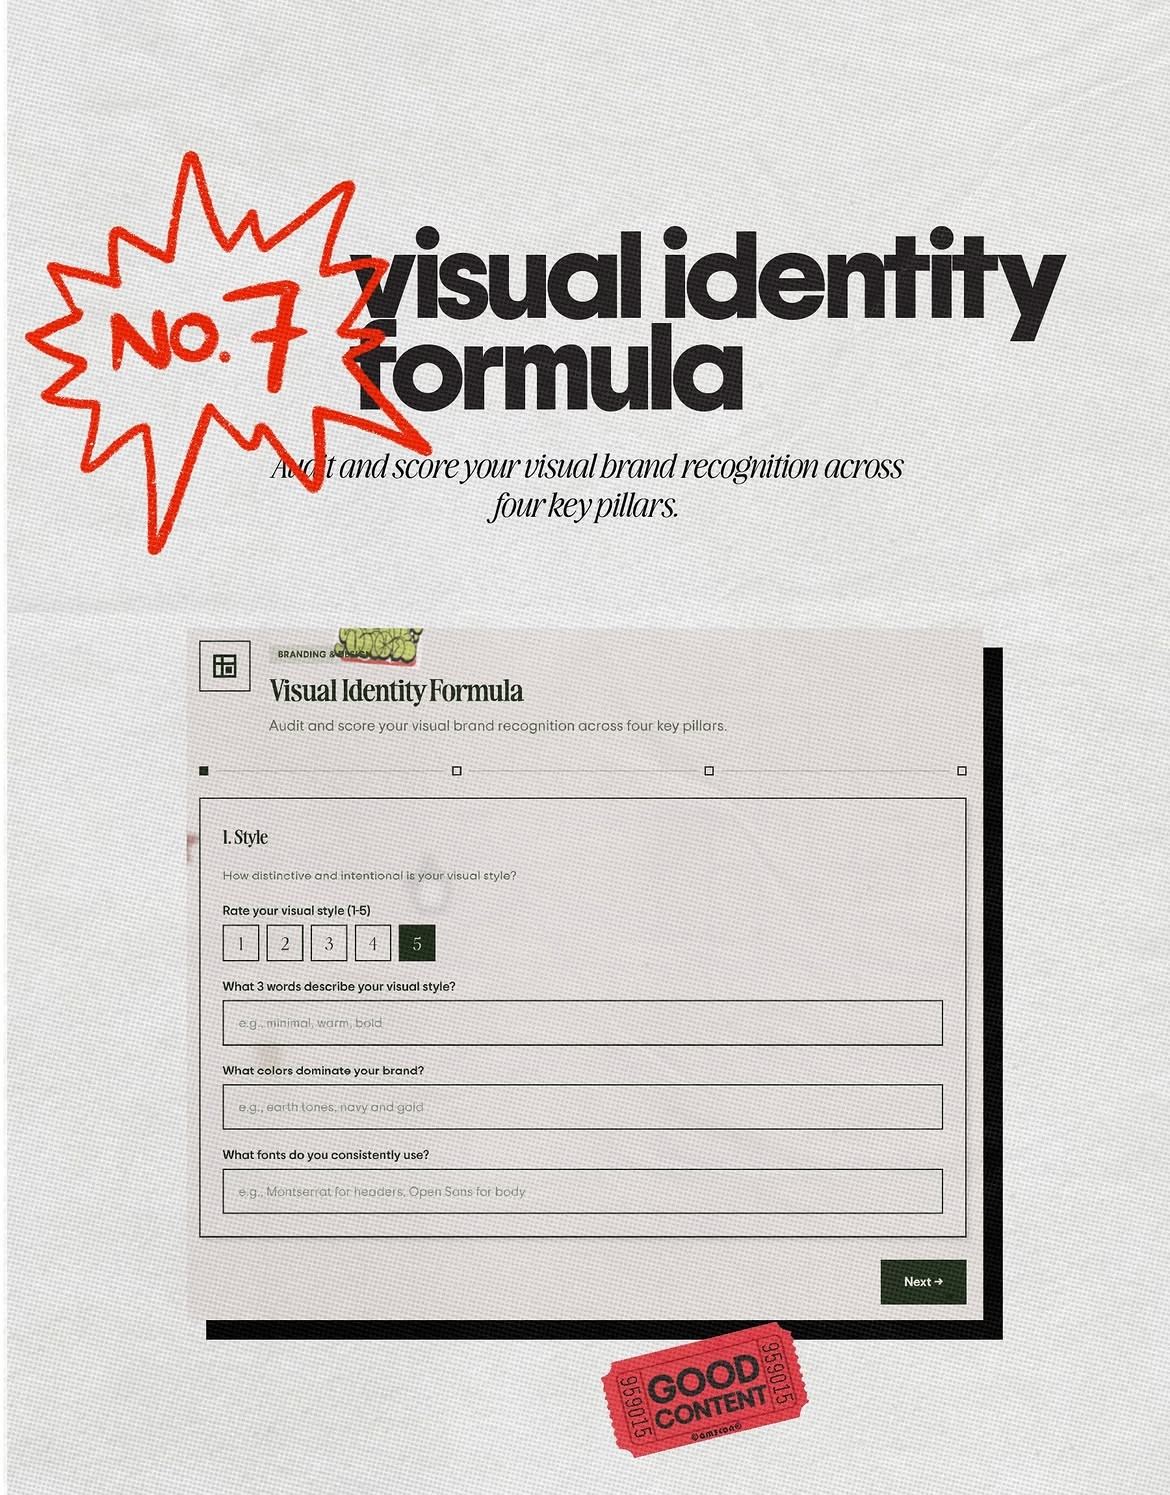 NO. 7
visual identity
formula
Audit and score your visual brand recognition across
four key pillars.
BRANDING & DESIGN
Visual Identity Formula
Audit and score your visual brand recognition across four key pillars.
1. Style
How distinctive and intentional is your visual style?
Rate your visual style (1-5)
1 2 3 4 5
What 3 words describe your visual style?
e.g., minimal, warm, bold
What colors dominate your brand?
e.g., earth tones, navy and gold
What fonts do you consistently use?
e.g., Montserrat for headers, Open Sans for body
Next →
959015
GOOD
CONTENT
959015